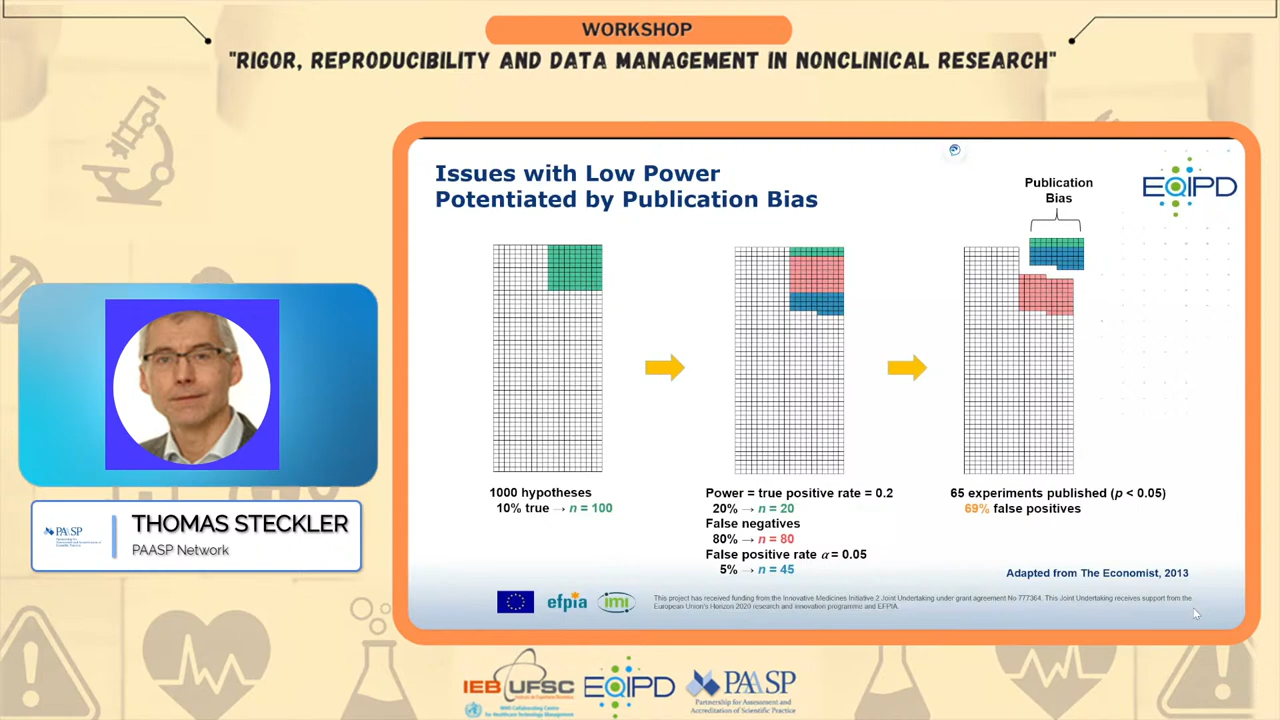 WORKSHOP
"RIGOR, REPRODUCIBILITY AND DATA MANAGEMENT IN NONCLINICAL RESEARCH"
Issues with Low Power
Potentiated by Publication Bias
Publication
Bias
EQIPD
1000 hypotheses
10% true → n = 100
Power = true positive rate = 0.2
20% → n = 20
False negatives
80% → n = 80
False positive rate α = 0.05
5% → n = 45
65 experiments published (p < 0.05)
69% false positives
Adapted from The Economist, 2013
efpia
imi
This project has received funding from the Innovative Medicines Initiative 2 Joint Undertaking under grant agreement No 777364. This Joint Undertaking receives support from the
European Union's Horizon 2020 research and innovation programme and EFPIA.
PAASP
THOMAS STECKLER
PAASP Network
IEB UFSC
EQIPD
PAASP
Partnership for Assessment and
Accreditation of Scientific Practice